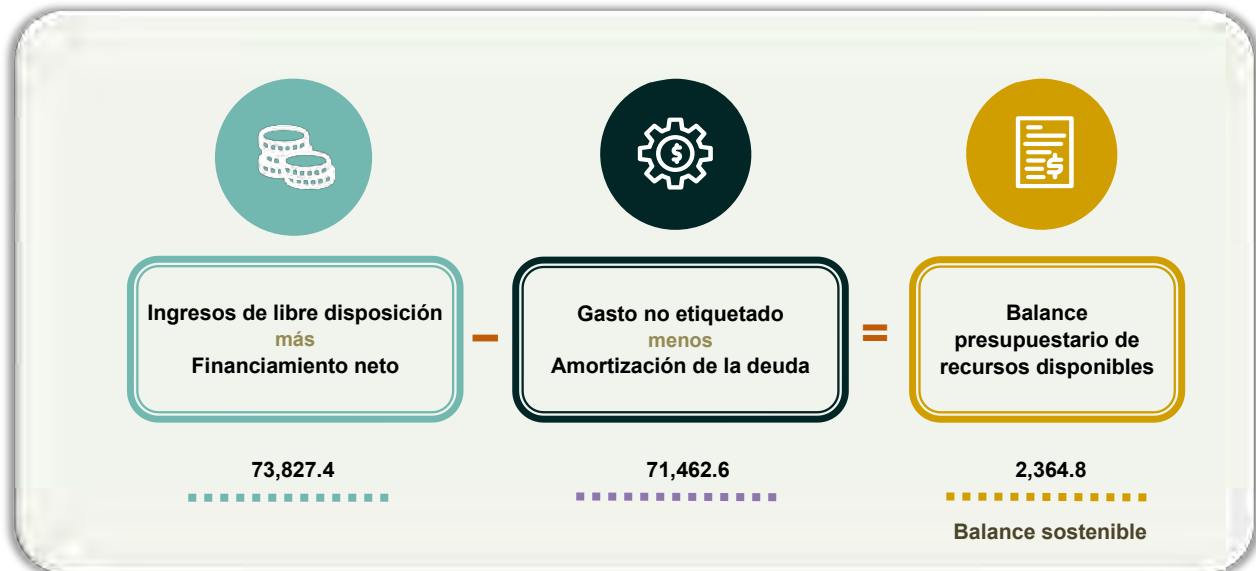 Ingresos de libre disposición
más
Financiamiento neto
−
Gasto no etiquetado
menos
Amortización de la deuda
=
Balance
presupuestario de
recursos disponibles
73,827.4
71,462.6
2,364.8
Balance sostenible